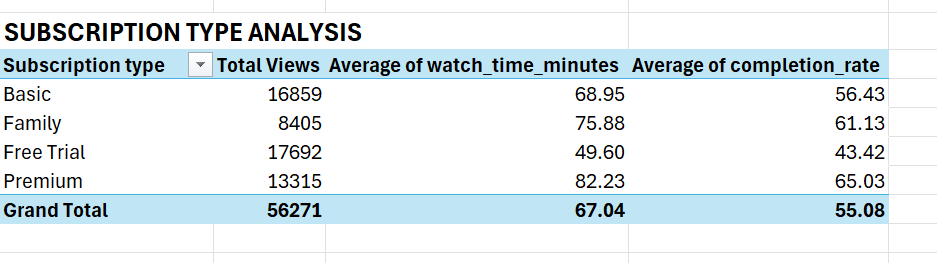 SUBSCRIPTION TYPE ANALYSIS
Subscription type Total Views Average of watch_time_minutes Average of completion_rate
Basic 16859 68.95 56.43
Family 8405 75.88 61.13
Free Trial 17692 49.60 43.42
Premium 13315 82.23 65.03
Grand Total 56271 67.04 55.08